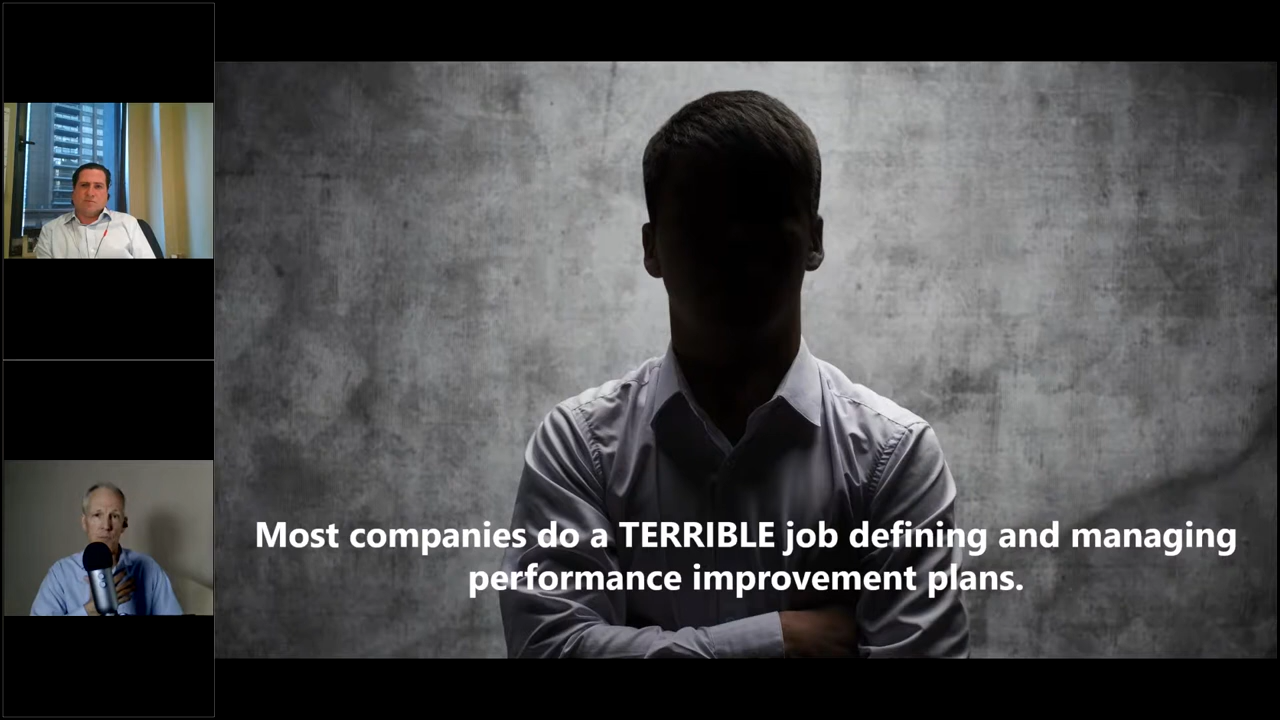 Most companies do a TERRIBLE job defining and managing
performance improvement plans.